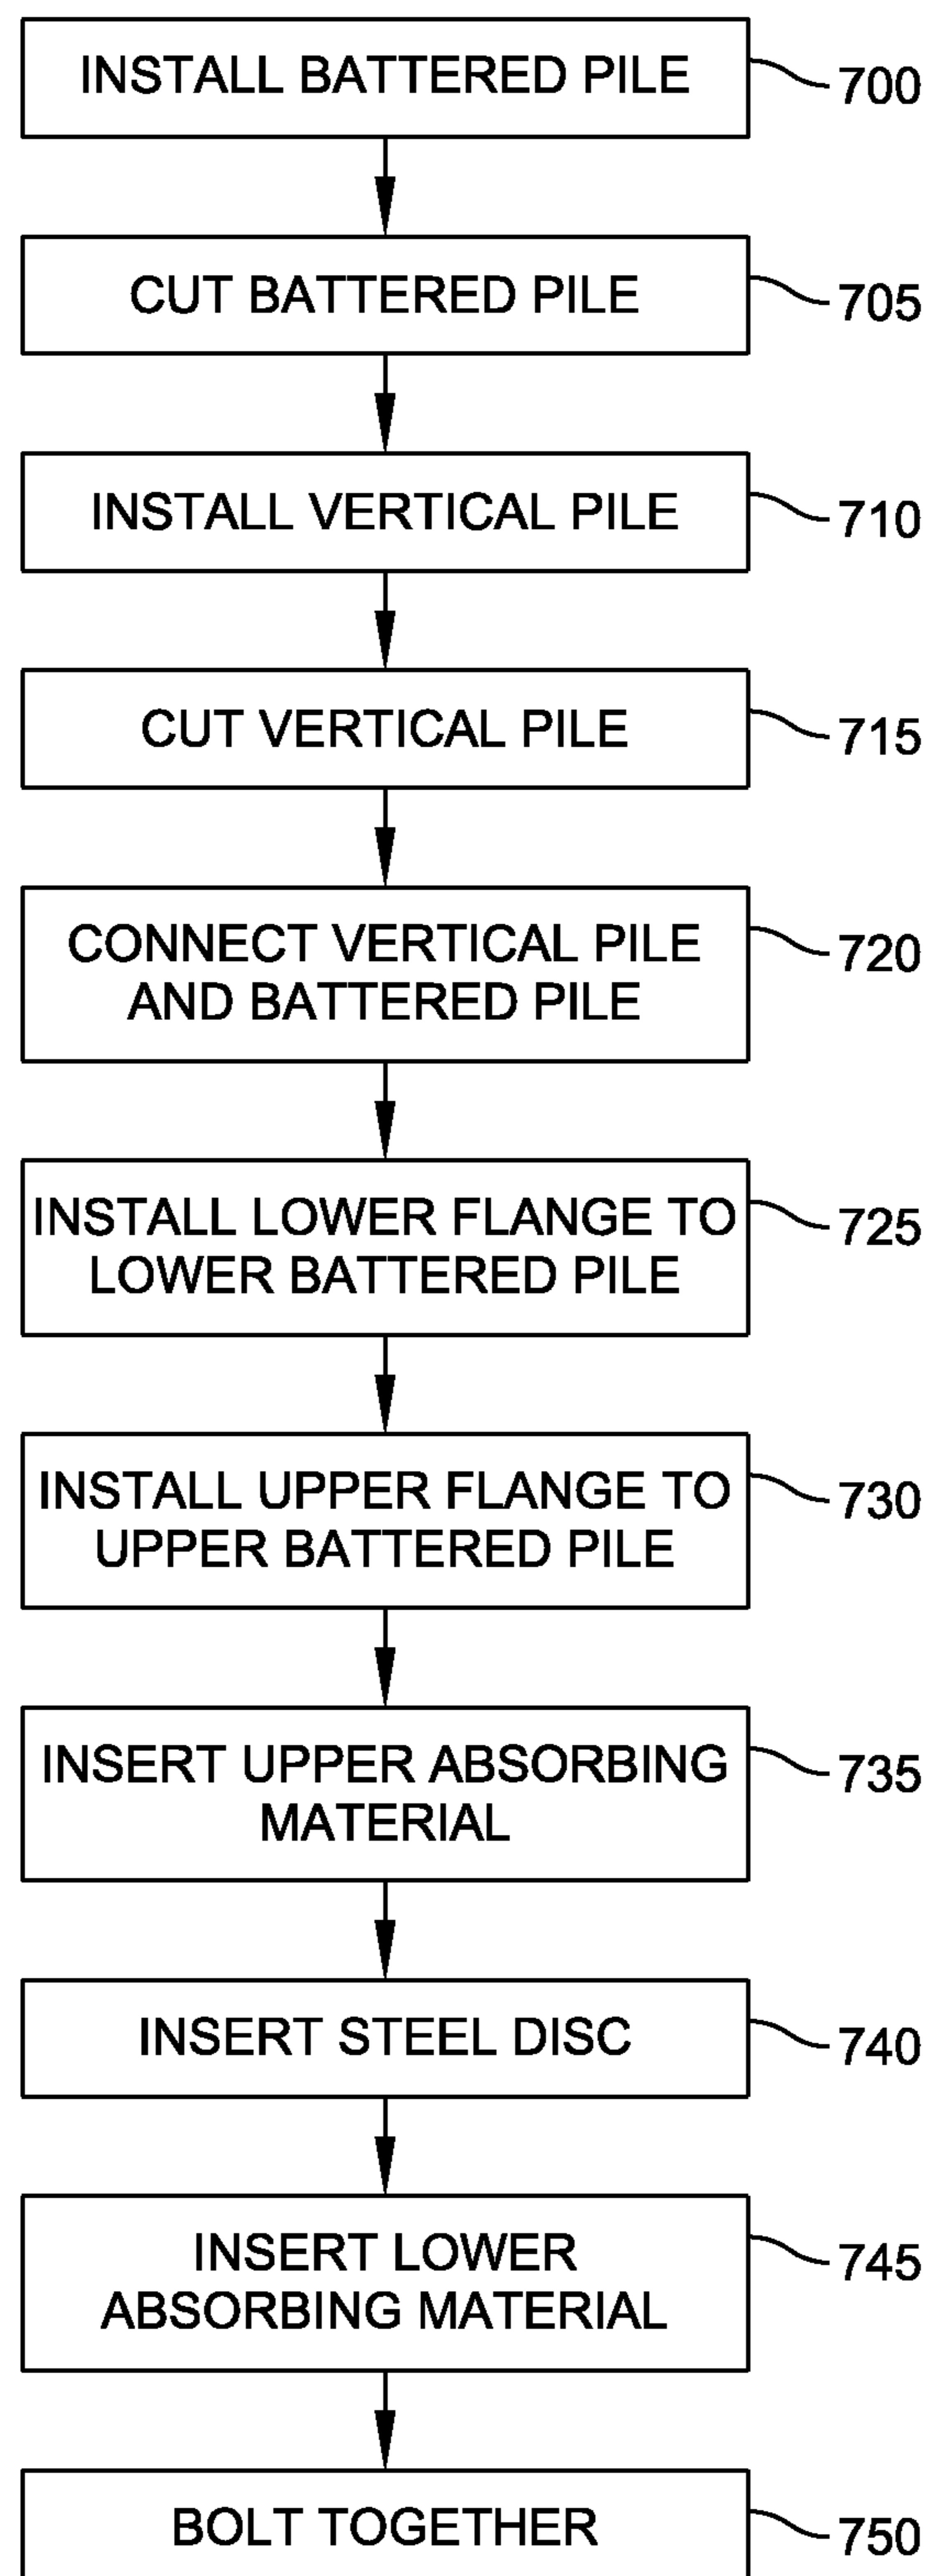 INSTALL BATTERED PILE
700
CUT BATTERED PILE
705
INSTALL VERTICAL PILE
710
CUT VERTICAL PILE
715
CONNECT VERTICAL PILE
AND BATTERED PILE
720
INSTALL LOWER FLANGE TO
LOWER BATTERED PILE
725
INSTALL UPPER FLANGE TO
UPPER BATTERED PILE
730
INSERT UPPER ABSORBING
MATERIAL
735
INSERT STEEL DISC
740
INSERT LOWER
ABSORBING MATERIAL
745
BOLT TOGETHER
750